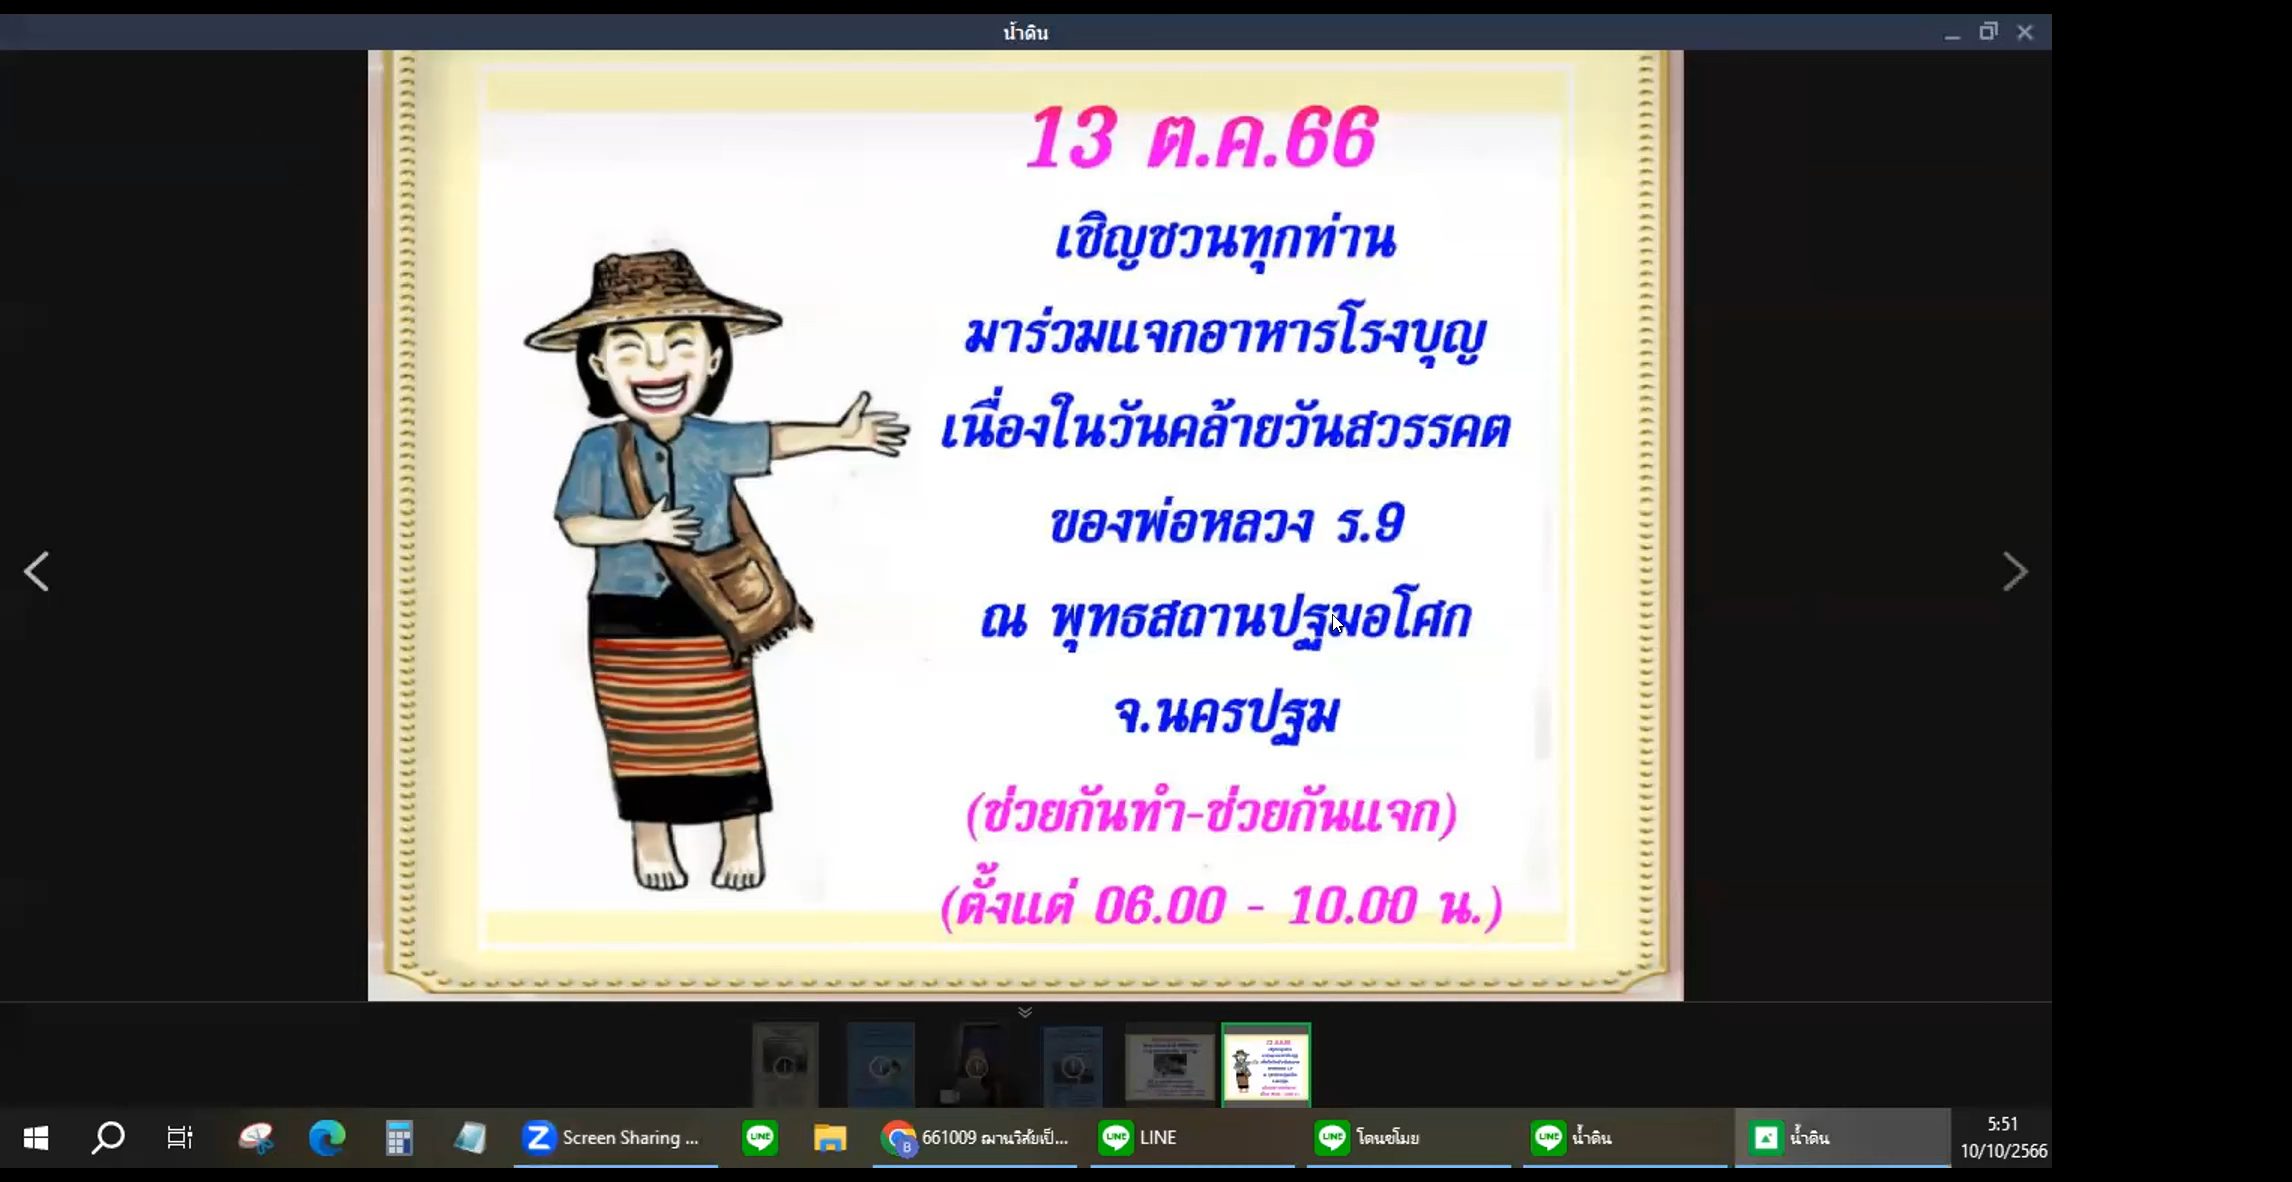 น้ำดิน
13 ต.ค.66
เชิญชวนทุกท่าน
มาร่วมแจกอาหารโรงบุญ
เนื่องในวันคล้ายวันสวรรคต
ของพ่อหลวง ร.9
ณ พุทธสถานปฐมอโศก
จ.นครปฐม
(ช่วยกันทำ-ช่วยกันแจก)
(ตั้งแต่ 06.00 - 10.00 น.)
Screen Sharing ...
661009 ฌานวิสัยเป็...
LINE
โดนขโมย
น้ำดิน
น้ำดิน
5:51
10/10/2566